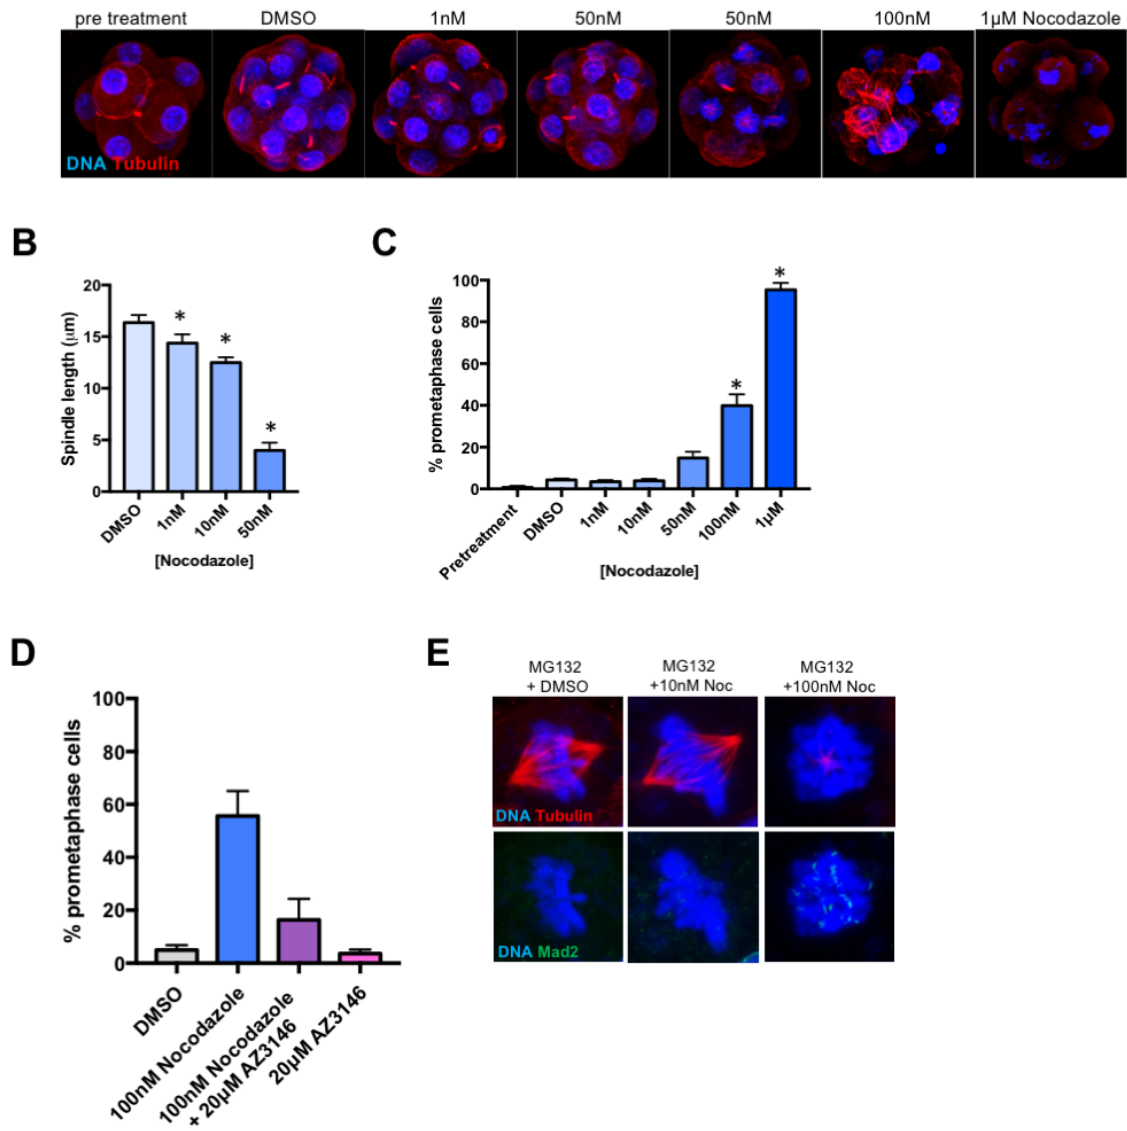 pre treatment DMSO 1nM 50nM 50nM 100nM 1μM Nocodazole
DNA Tubulin
B
Spindle length (μm)
20
15
10
5
0
* * *
DMSO 1nM 10nM 50nM
[Nocodazole]
C
% prometaphase cells
100
80
60
40
20
0
* *
Pretreatment DMSO 1nM 10nM 50nM 100nM 1μM
[Nocodazole]
D
% prometaphase cells
100
80
60
40
20
0
DMSO
100nM Nocodazole
100nM Nocodazole
+ 20μM AZ3146
20μM AZ3146
E
MG132
+ DMSO
MG132
+10nM Noc
MG132
+100nM Noc
DNA Tubulin
DNA Mad2